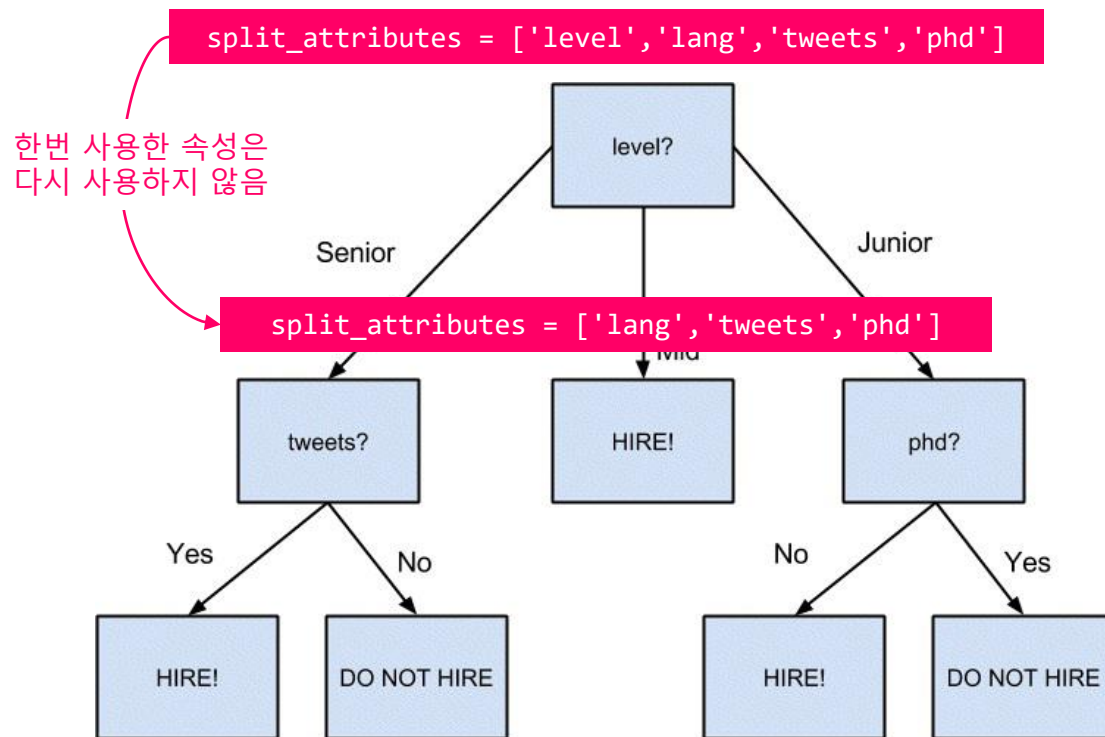 split_attributes = ['level','lang','tweets','phd']
level?
한번 사용한 속성은
다시 사용하지 않음
Senior
Junior
split_attributes = ['lang','tweets','phd']
Mid
tweets?
HIRE!
phd?
Yes
No
No
Yes
HIRE!
DO NOT HIRE
HIRE!
DO NOT HIRE